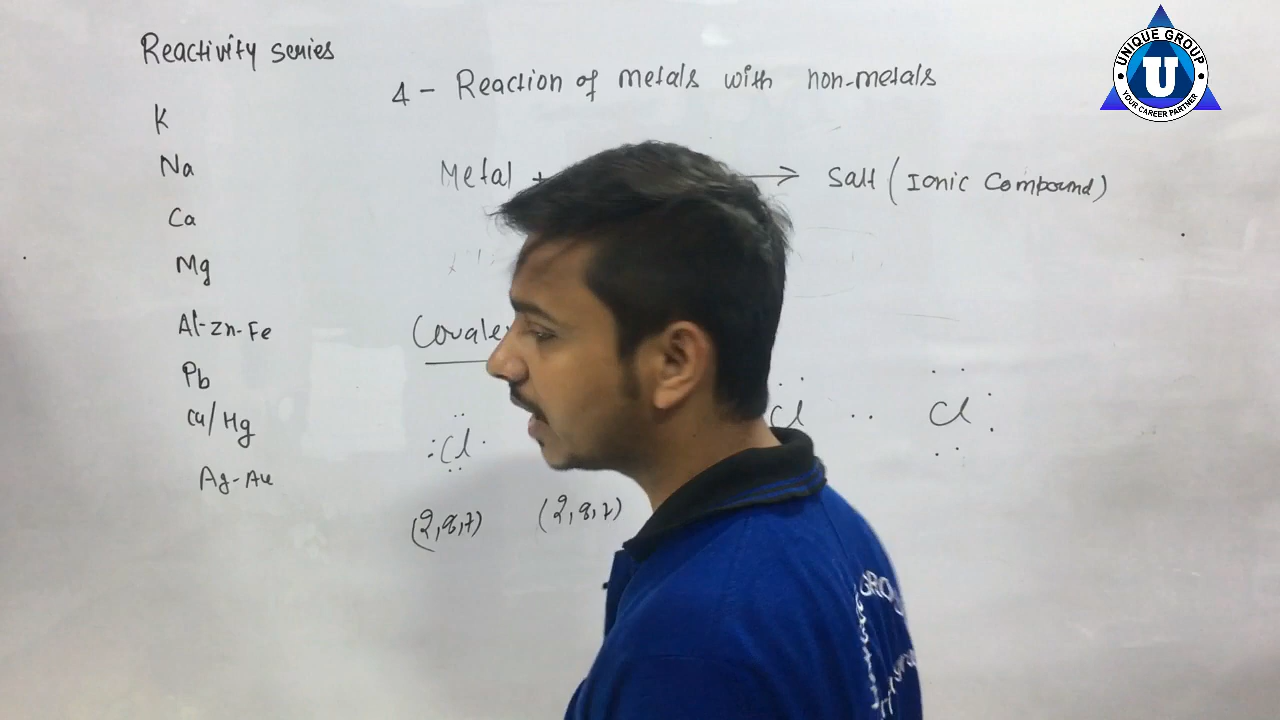 Reactivity series
4 - Reaction of metals with non-metals
K
Na
Metal + → Salt (Ionic Compound)
Ca
Mg
Al-Zn-Fe
Covale
Pb
Cu/Hg
Cl Cl Cl
Ag-Au
(2,8,7) (2,8,7)
UNIQUE GROUP
U
YOUR CAREER PARTNER